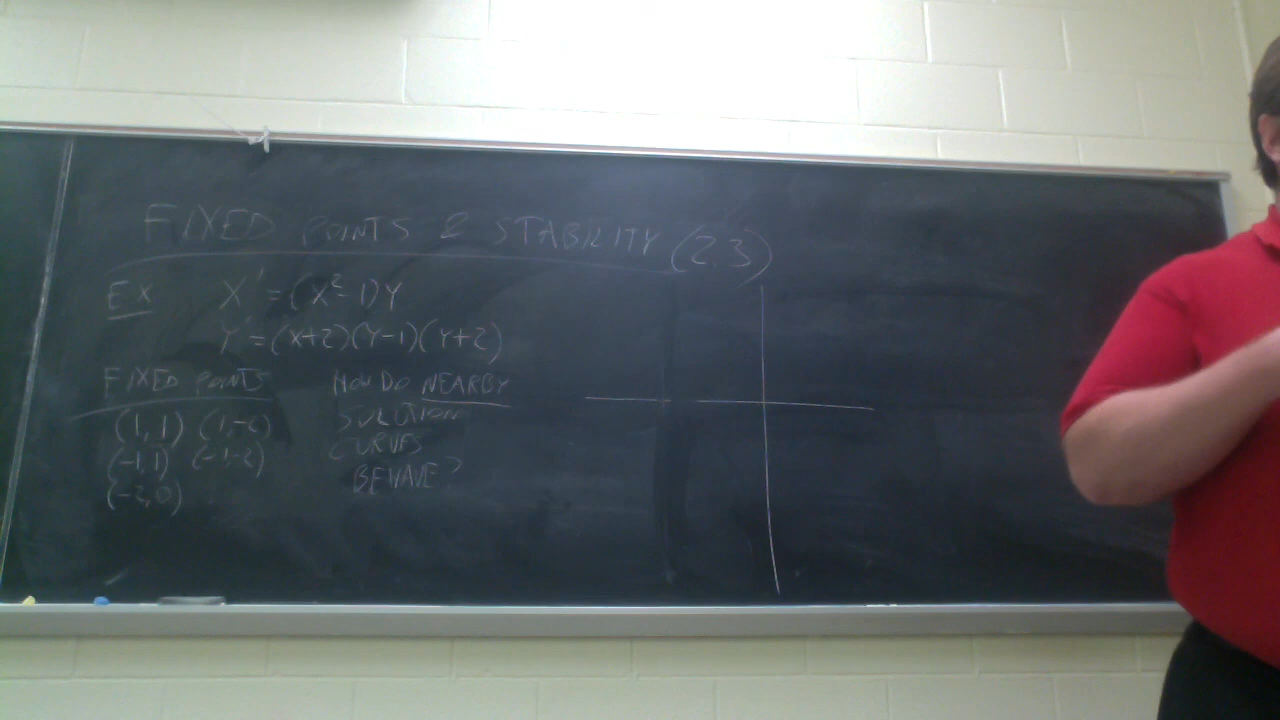 FIXED POINTS & STABILITY (2.3)
EX X' = (X²-1)Y
Y' = (X+2)(Y-1)(Y+2)
FIXED POINTS
(1,1) (1,-2)
(-1,1) (-1,-2)
(-2,0)
HOW DO NEARBY
SOLUTION
CURVES
BEHAVE?